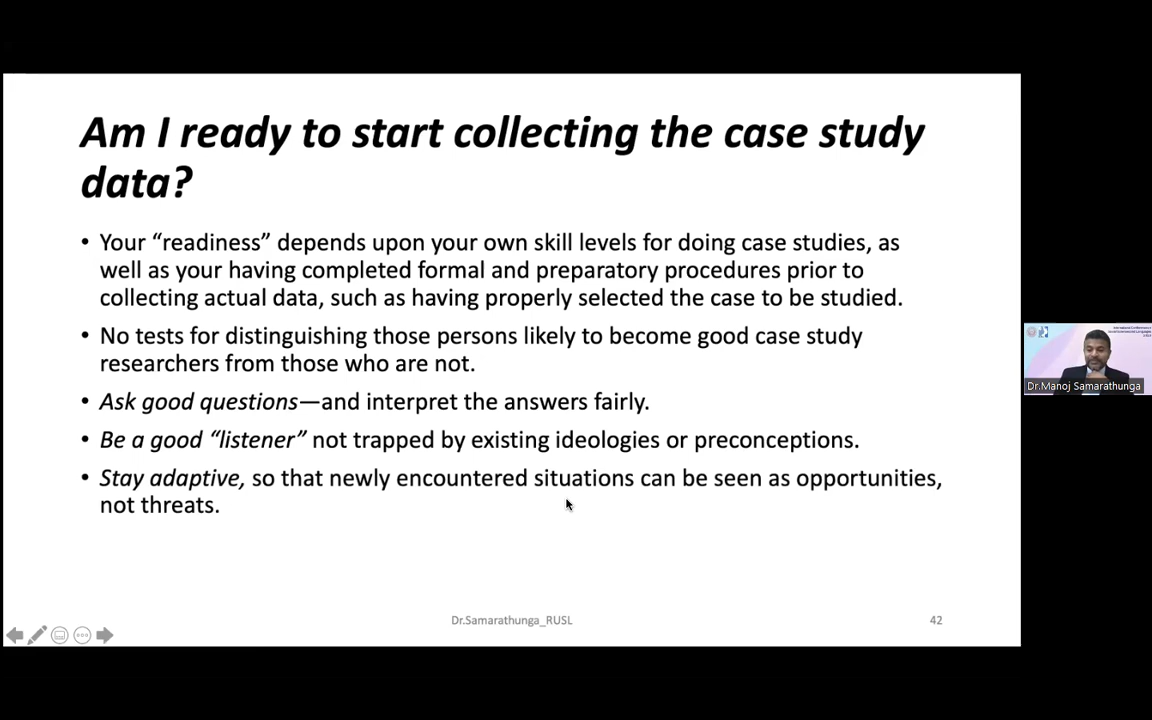 Am I ready to start collecting the case study
data?
• Your “readiness” depends upon your own skill levels for doing case studies, as
well as your having completed formal and preparatory procedures prior to
collecting actual data, such as having properly selected the case to be studied.
• No tests for distinguishing those persons likely to become good case study
researchers from those who are not.
• Ask good questions—and interpret the answers fairly.
• Be a good “listener” not trapped by existing ideologies or preconceptions.
• Stay adaptive, so that newly encountered situations can be seen as opportunities,
not threats.
Dr.Samarathunga_RUSL
42
Dr.Manoj Samarathunga